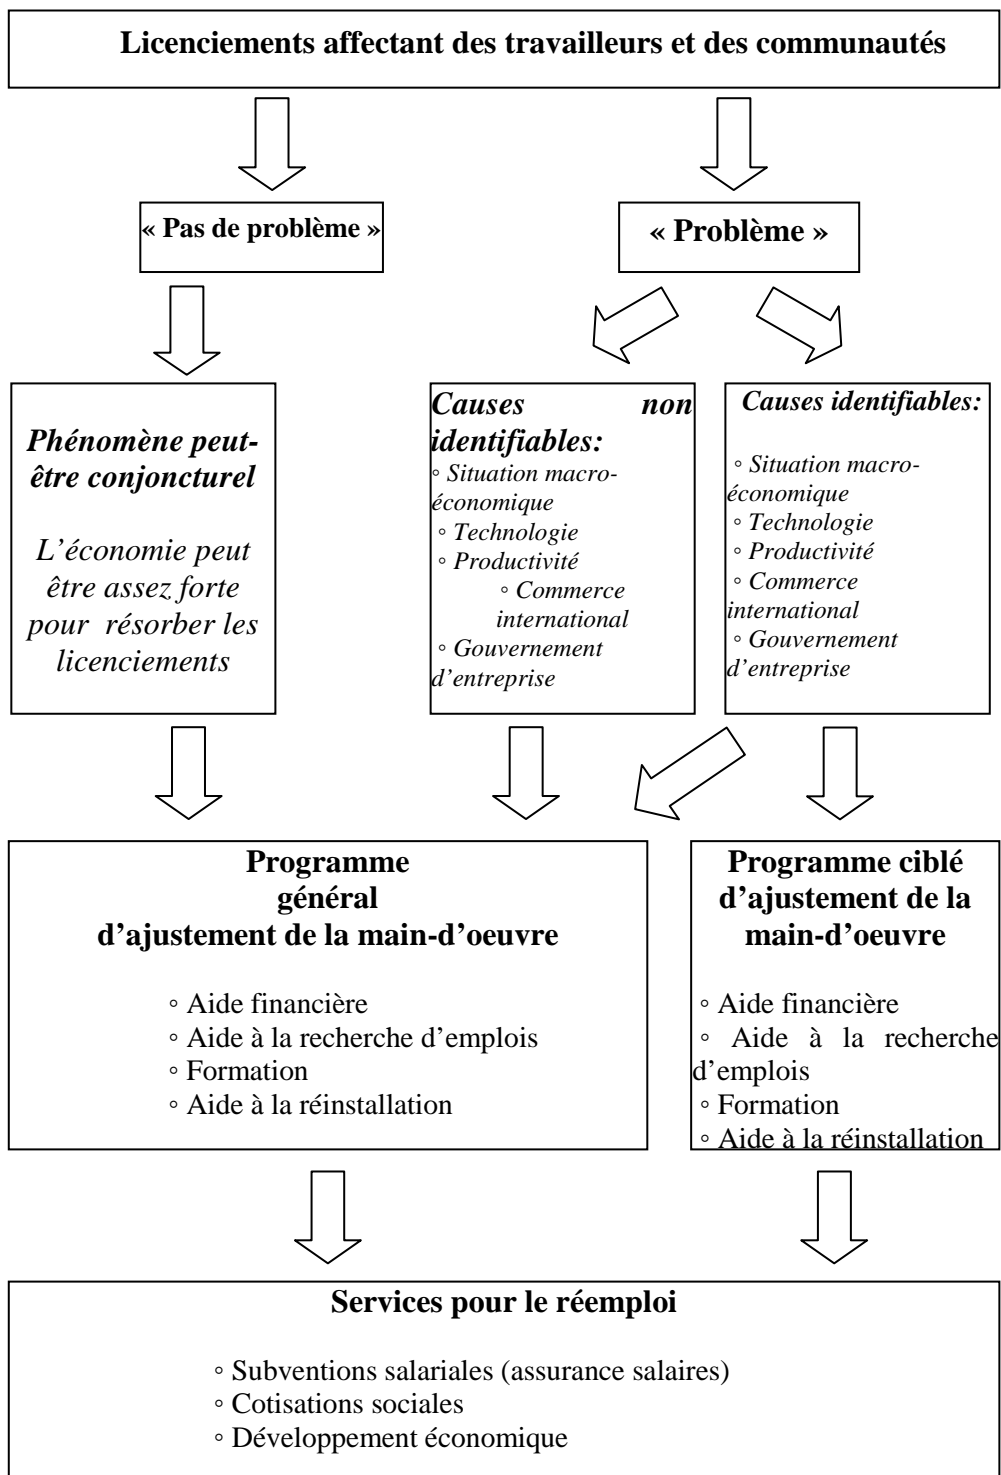 Licenciements affectant des travailleurs et des communautés
« Pas de problème »
« Problème »
Phénomène peut-
être conjoncturel
L’économie peut
être assez forte
pour résorber les
licenciements
Causes non
identifiables:
◦ Situation macro-
économique
◦ Technologie
◦ Productivité
◦ Commerce
international
◦ Gouvernement
d’entreprise
Causes identifiables:
◦ Situation macro-
économique
◦ Technologie
◦ Productivité
◦ Commerce
international
◦ Gouvernement
d’entreprise
Programme
général
d’ajustement de la main-d’oeuvre
◦ Aide financière
◦ Aide à la recherche d’emplois
◦ Formation
◦ Aide à la réinstallation
Programme ciblé
d’ajustement de la
main-d’oeuvre
◦ Aide financière
◦ Aide à la recherche
d’emplois
◦ Formation
◦ Aide à la réinstallation
Services pour le réemploi
◦ Subventions salariales (assurance salaires)
◦ Cotisations sociales
◦ Développement économique